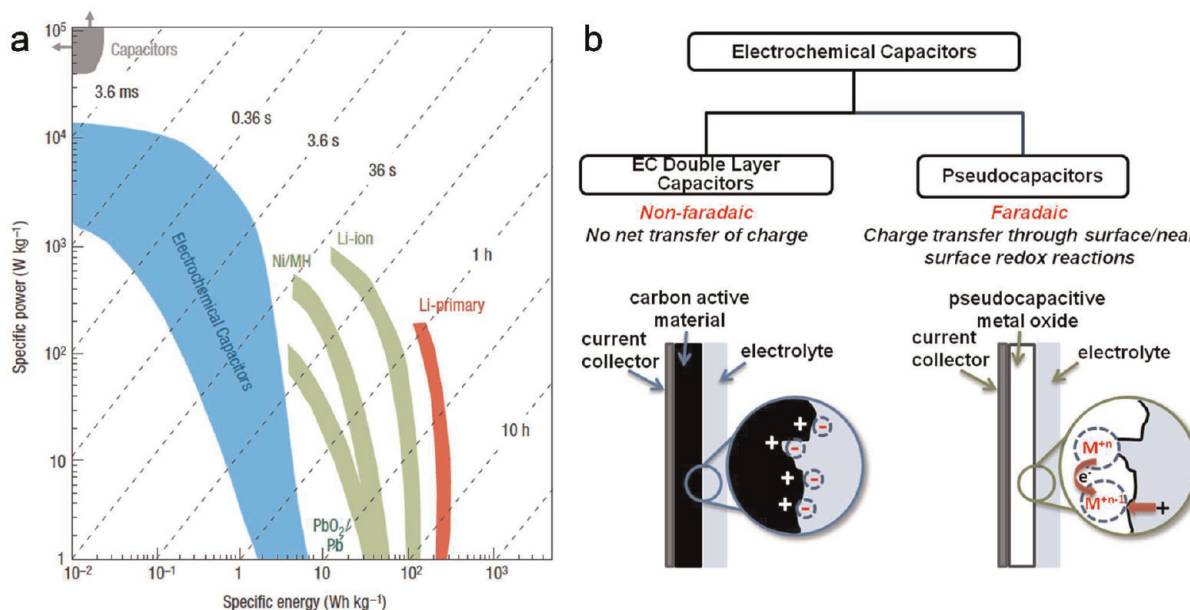 a
10⁵
Capacitors
3.6 ms
10⁴
0.36 s
3.6 s
36 s
10³
Li-ion
Ni/MH
1 h
Li-primary
Electrochemical Capacitors
10²
10 h
10
PbO₂/
Pb
1
10⁻²
10⁻¹
1
10
10²
10³
Specific power (W kg⁻¹)
Specific energy (Wh kg⁻¹)
b
Electrochemical Capacitors
EC Double Layer
Capacitors
Non-faradaic
No net transfer of charge
Pseudocapacitors
Faradaic
Charge transfer through surface/near
surface redox reactions
carbon active
material
current
collector
electrolyte
+ -
+ -
+ -
+ -
pseudocapacitive
metal oxide
current
collector
electrolyte
M⁺ⁿ
e⁻
M⁺ⁿ⁻¹
+